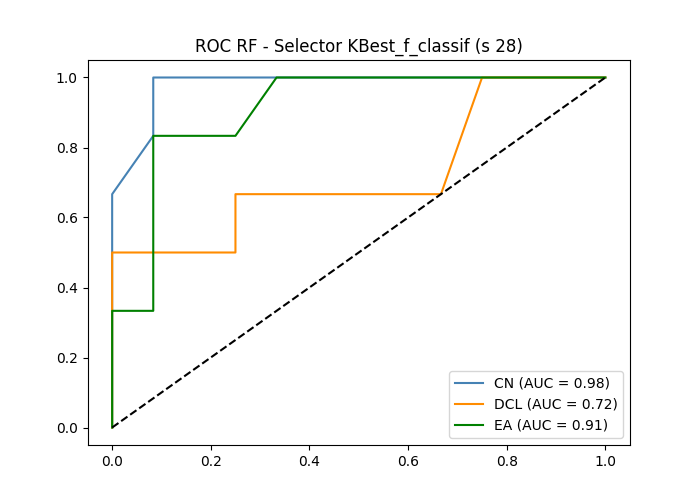 ROC RF - Selector KBest_f_classif (s 28)
1.0
0.8
0.6
0.4
0.2
0.0
0.0 0.2 0.4 0.6 0.8 1.0
CN (AUC = 0.98)
DCL (AUC = 0.72)
EA (AUC = 0.91)